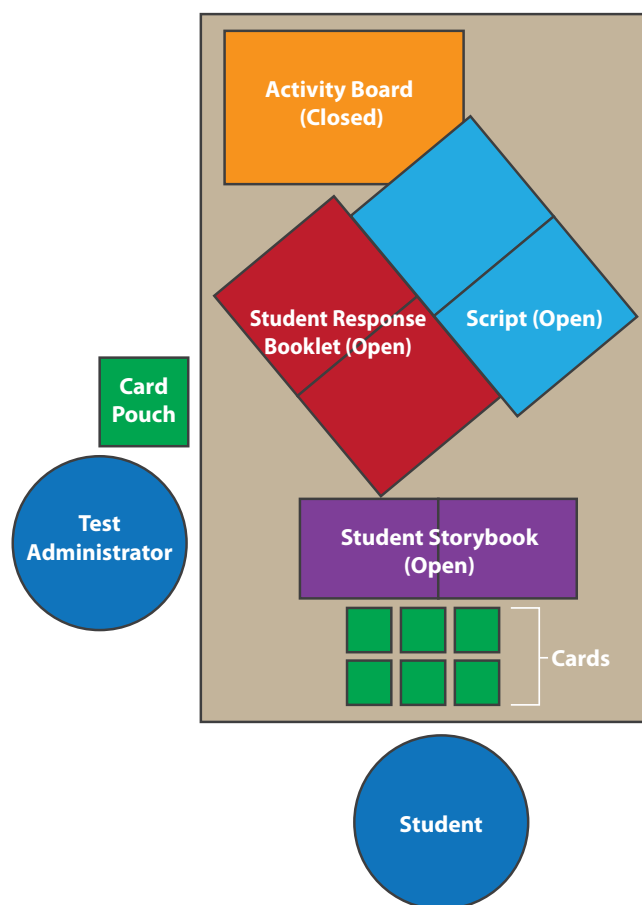 Activity Board
(Closed)
Student Response
Booklet (Open)
Script (Open)
Card
Pouch
Test
Administrator
Student Storybook
(Open)
Cards
Student